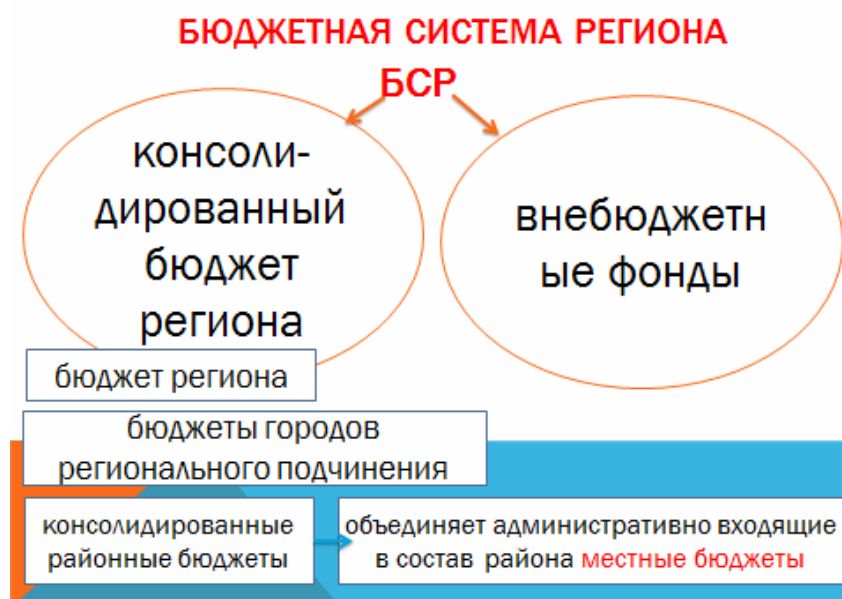 БЮДЖЕТНАЯ СИСТЕМА РЕГИОНА
БСР
консоли-
дированный
бюджет
региона
внебюджетн
ые фонды
бюджет региона
бюджеты городов
регионального подчинения
консолидированные
районные бюджеты
объединяет административно входящие
в состав района местные бюджеты